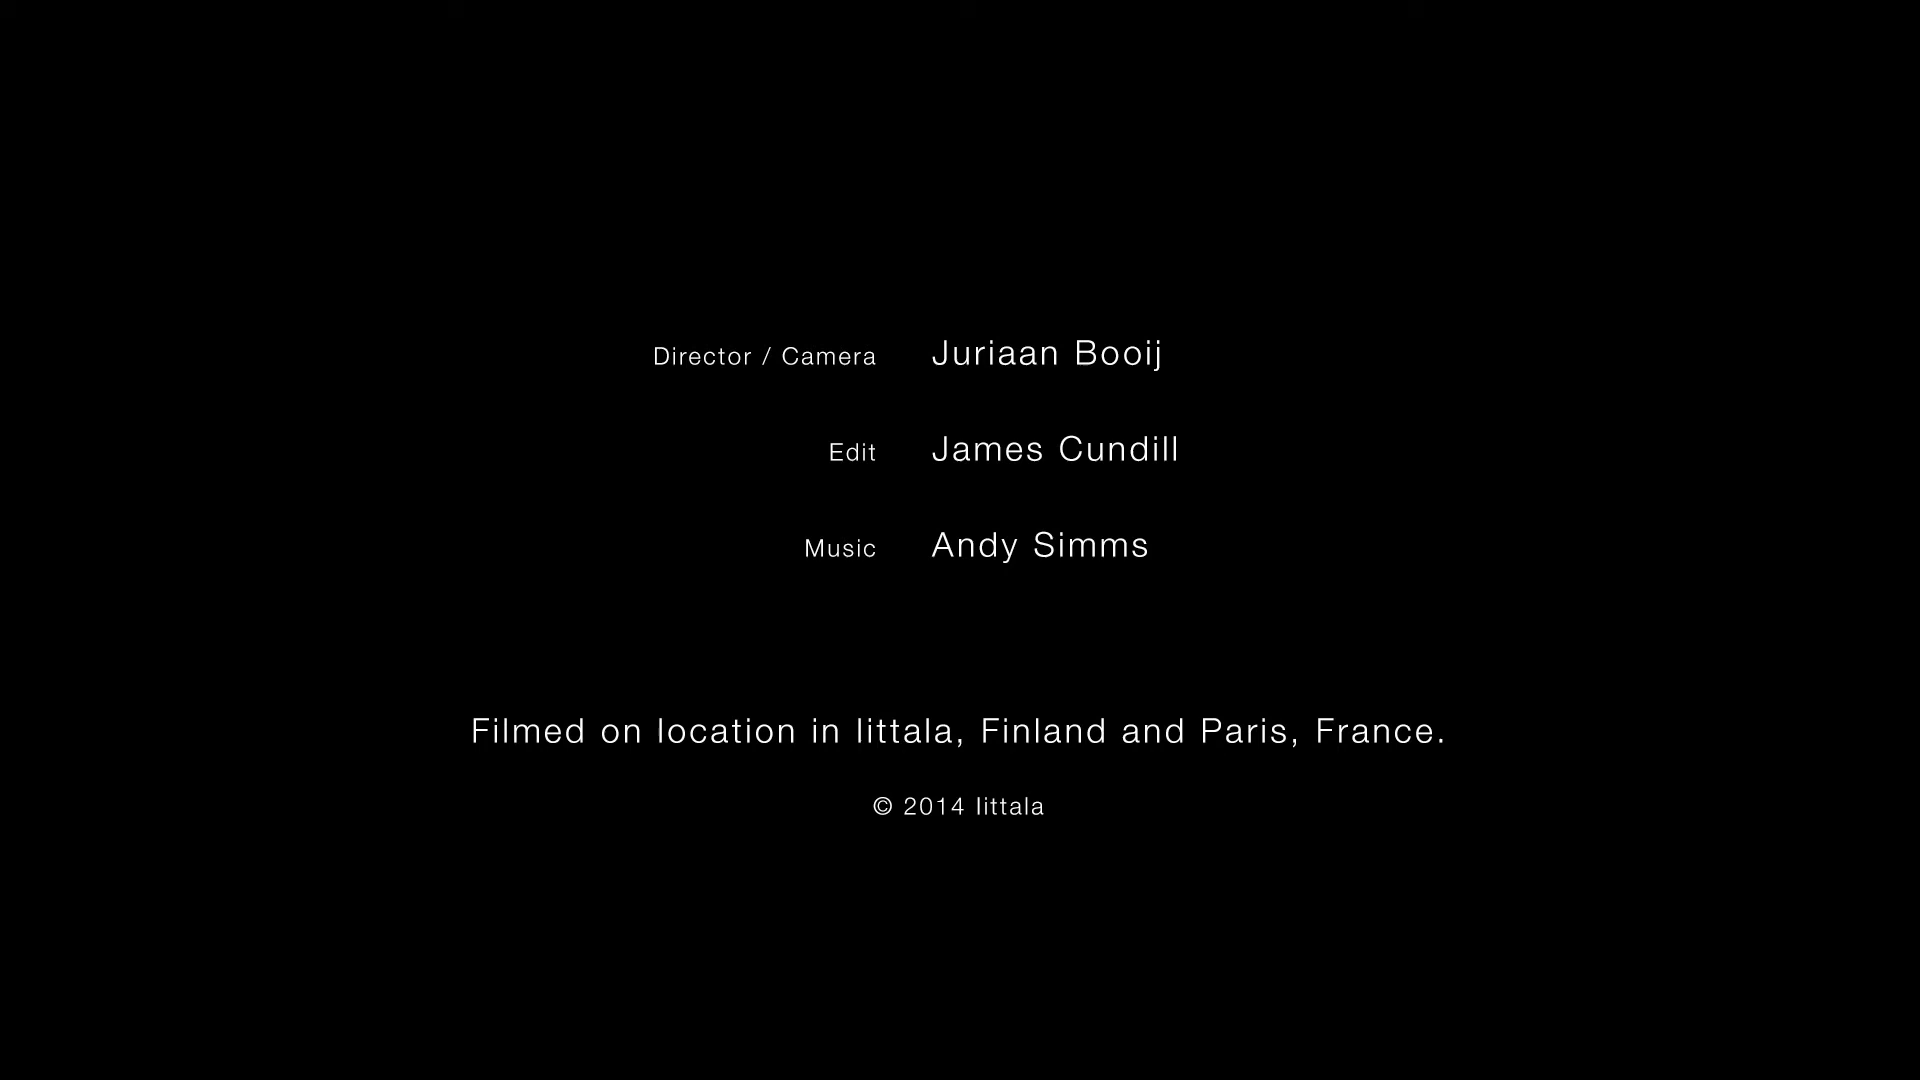 Director / Camera Juriaan Booij
Edit James Cundill
Music Andy Simms
Filmed on location in Iittala, Finland and Paris, France.
© 2014 Iittala